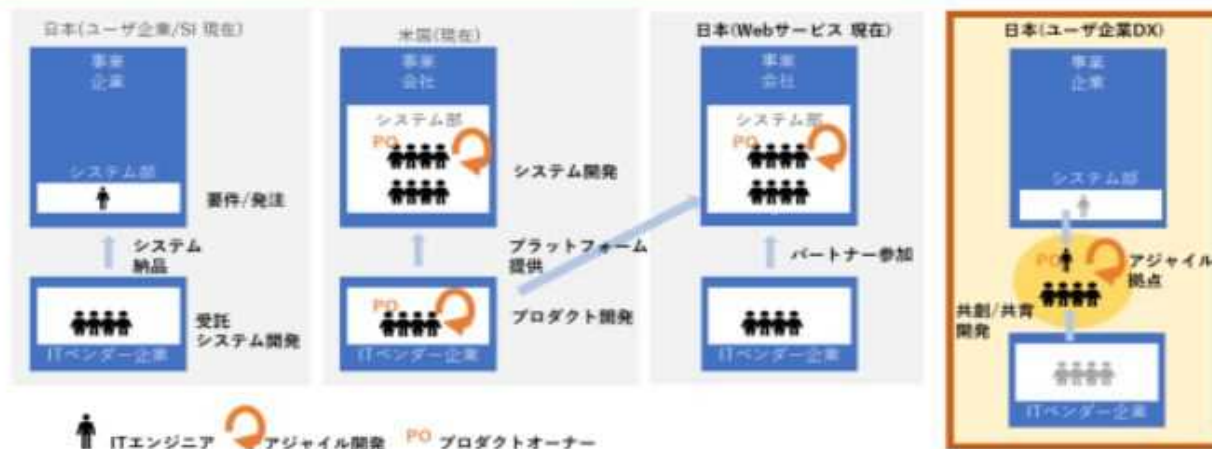 日本(ユーザ企業/SI 現在)
事業
企業
システム部
要件/発注
システム
納品
受託
システム開発
ITベンダー企業
米国(現在)
事業
会社
システム部
PO
システム開発
プラットフォーム
提供
PO
プロダクト開発
ITベンダー企業
日本(Webサービス 現在)
事業
会社
システム部
PO
パートナー参加
ITベンダー企業
日本(ユーザ企業DX)
事業
企業
システム部
PO
アジャイル
拠点
共創/共育
開発
ITベンダー企業
ITエンジニア
アジャイル開発
PO プロダクトオーナー